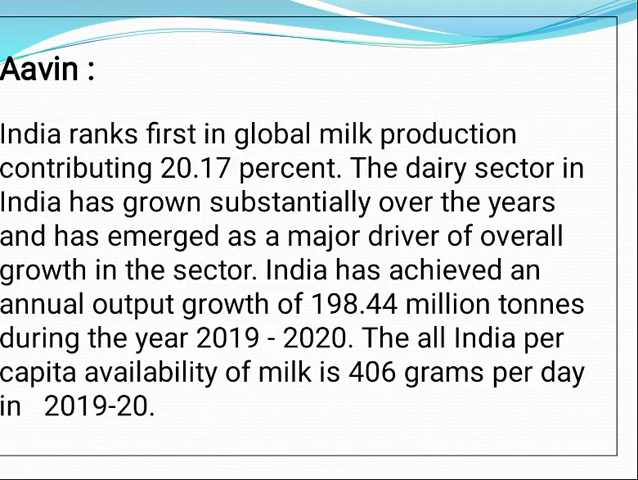 Aavin :
India ranks first in global milk production
contributing 20.17 percent. The dairy sector in
India has grown substantially over the years
and has emerged as a major driver of overall
growth in the sector. India has achieved an
annual output growth of 198.44 million tonnes
during the year 2019 - 2020. The all India per
capita availability of milk is 406 grams per day
in   2019-20.